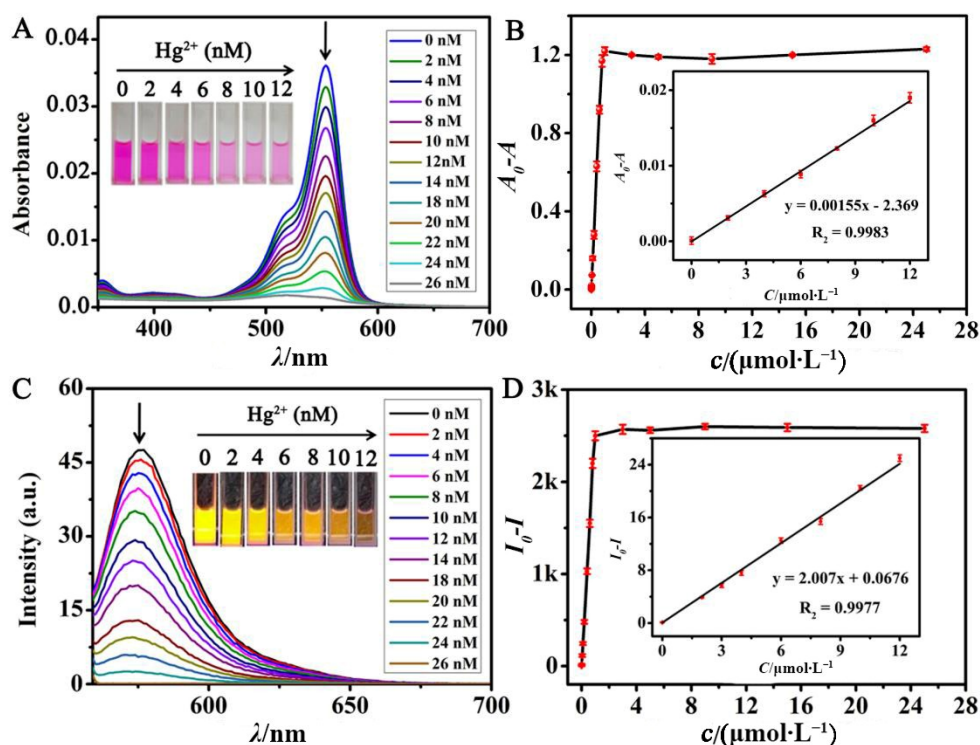 A
Absorbance
0.04
0.03
0.02
0.01
0.0
400
500
600
700
λ/nm
Hg²⁺ (nM)
0 2 4 6 8 10 12
0 nM
2 nM
4 nM
6 nM
8 nM
10 nM
12nM
14 nM
18 nM
20 nM
22 nM
24 nM
26 nM
B
A₀-A
1.6
1.2
0.8
0.4
0.0
0 4 8 12 16 20 24 28
c/(μmol·L⁻¹)
A₀-A
0.02
0.01
0.00
0 2 4 6 8 10 12
C/μmol·L⁻¹
y = 0.00155x - 2.369
R₂ = 0.9983
C
Intensity (a.u.)
60
45
30
15
0
600
650
700
λ/nm
Hg²⁺ (nM)
0 2 4 6 8 10 12
0 nM
2 nM
4 nM
6 nM
8 nM
10 nM
12 nM
14 nM
18 nM
20 nM
22 nM
24 nM
26 nM
D
I₀-I
3k
2k
1k
0
0 4 8 12 16 20 24 28
c/(μmol·L⁻¹)
I₀-I
24
16
8
0
0 3 6 9 12
C/μmol·L⁻¹
y = 2.007x + 0.0676
R₂ = 0.9977